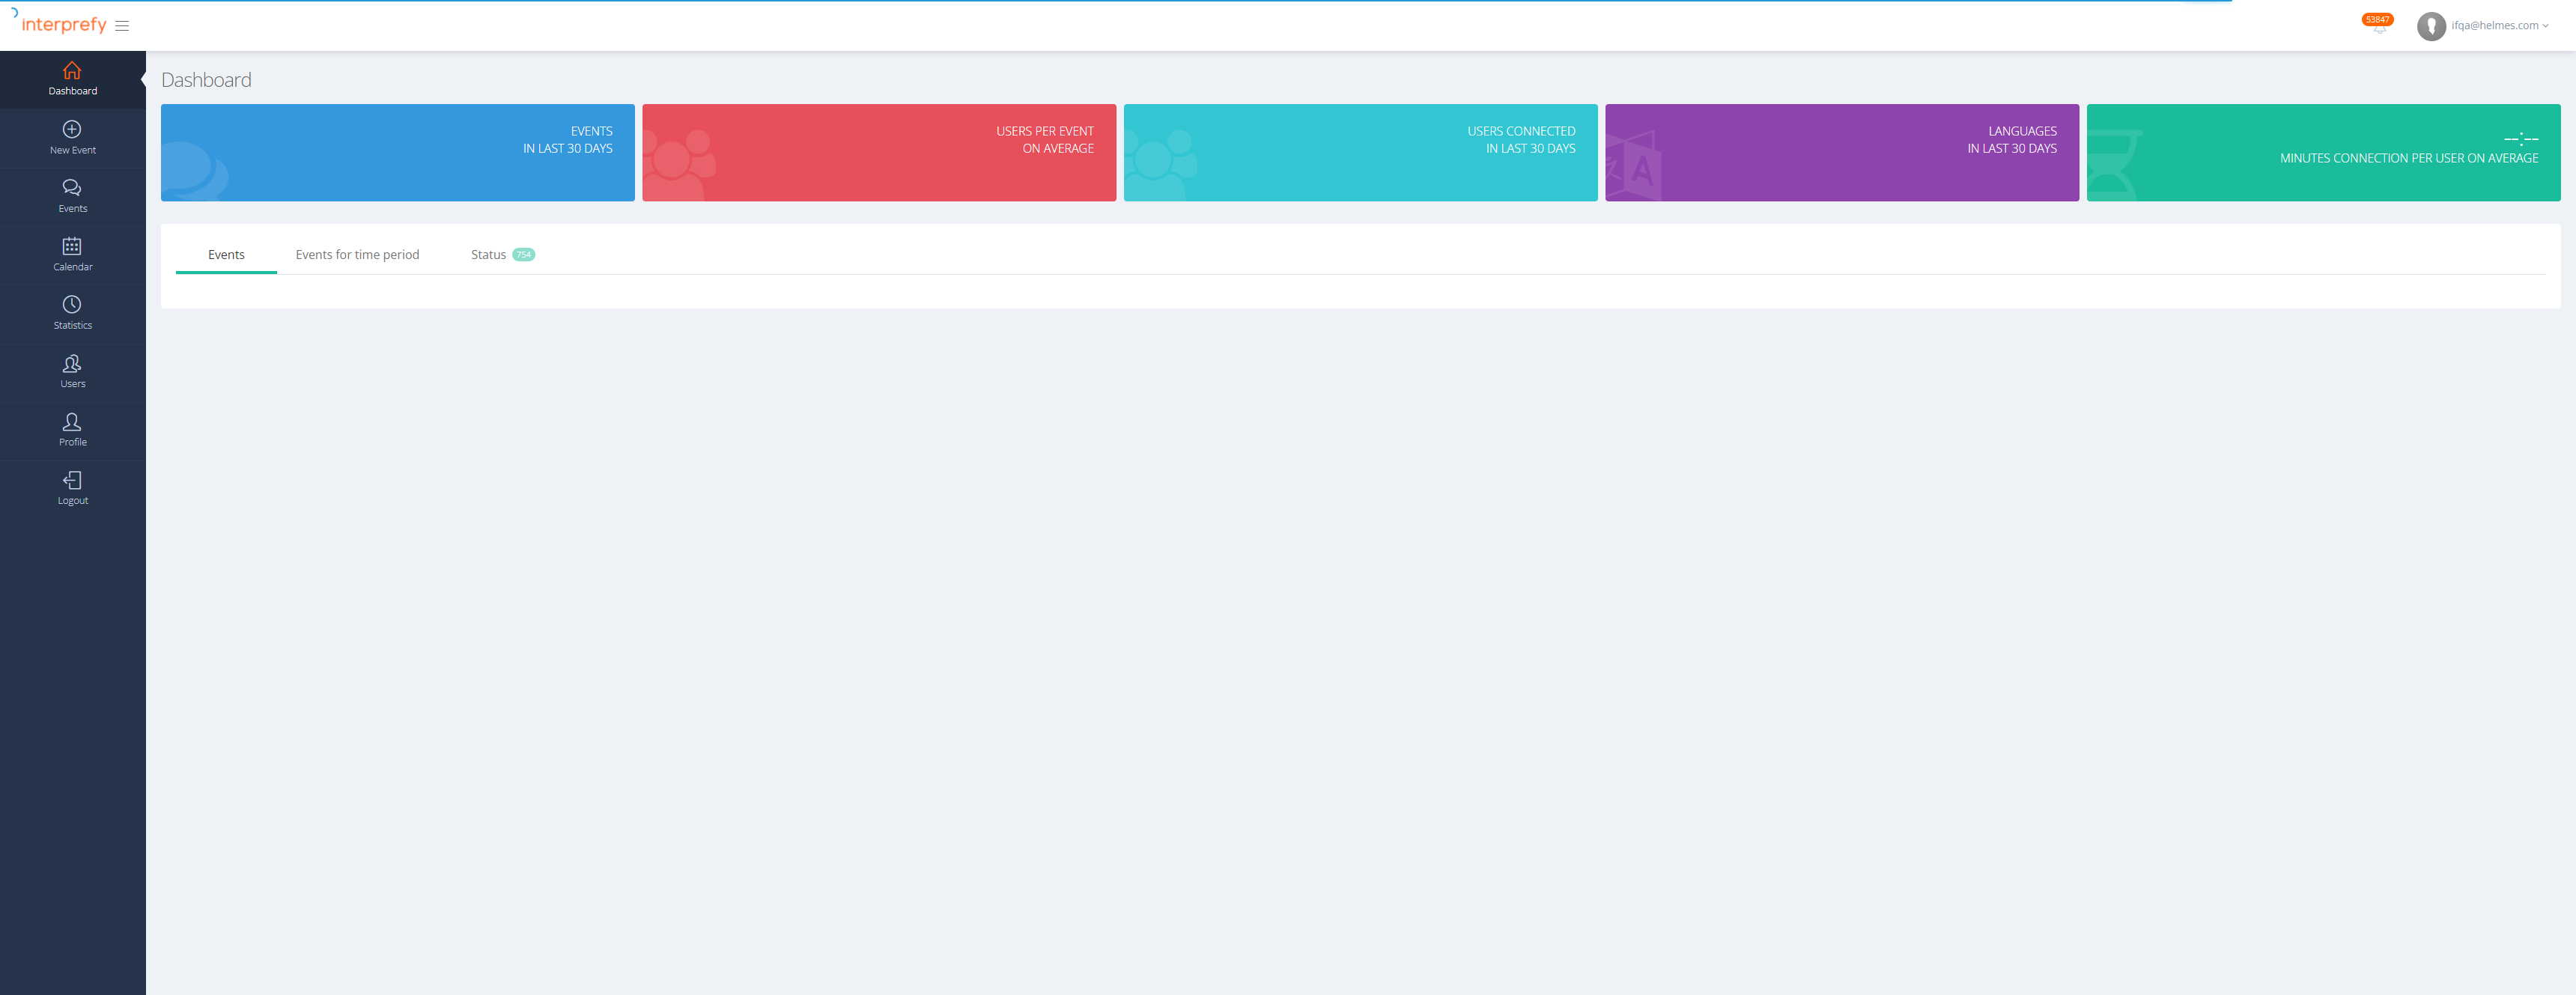 interprefy
53847
ifqa@helmes.com
Dashboard
New Event
Events
Calendar
Statistics
Users
Profile
Logout
Dashboard
EVENTS
IN LAST 30 DAYS
USERS PER EVENT
ON AVERAGE
USERS CONNECTED
IN LAST 30 DAYS
LANGUAGES
IN LAST 30 DAYS
--:--
MINUTES CONNECTION PER USER ON AVERAGE
Events
Events for time period
Status 754